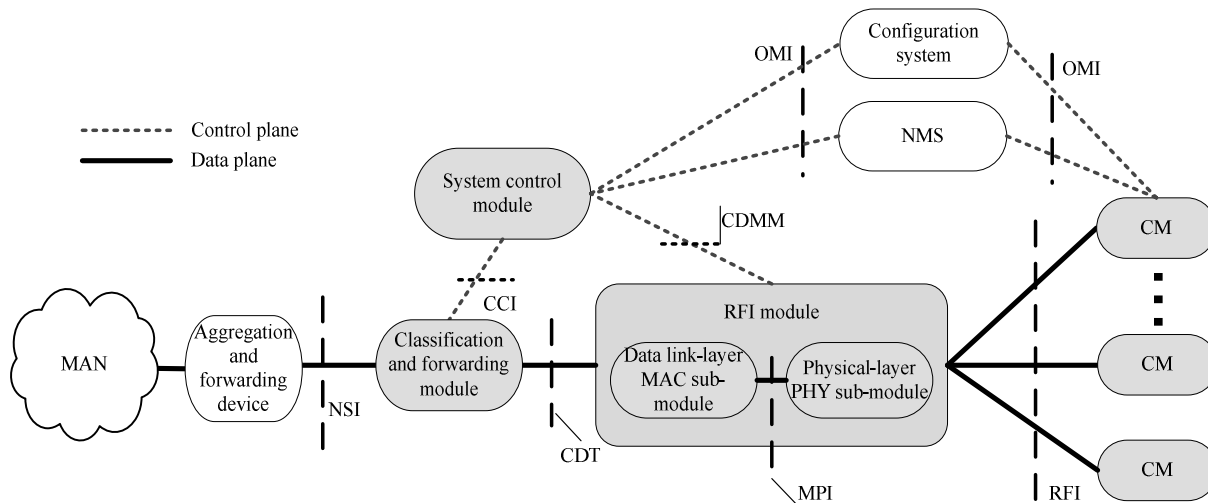 Configuration
system
OMI
OMI
Control plane
Data plane
NMS
System control
module
CDMM
CM
CCI
RFI module
MAN
Aggregation
and
forwarding
device
Classification
and forwarding
module
Data link-layer
MAC sub-
module
Physical-layer
PHY sub-module
CM
NSI
CDT
MPI
RFI
CM